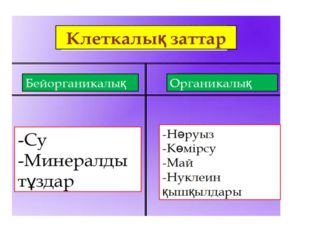 Клеткалық заттар
Бейорганикалық
Органикалық
-Су
-Минералды
тұздар
-Нәруыз
-Көмірсу
-Май
-Нуклеин
қышқылдары